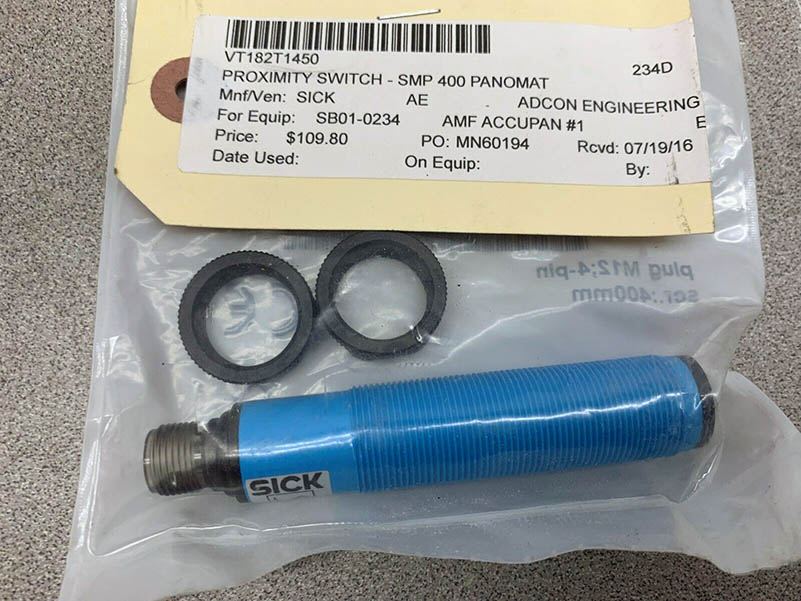 VT182T1450
PROXIMITY SWITCH - SMP 400 PANOMAT 234D
Mnf/Ven: SICK AE - ADCON ENGINEERING
For Equip: SB01-0234 AMF ACCUPAN #1 E
Price: $109.80 PO: MN60194 Rcvd: 07/19/16
Date Used: On Equip: By:
plug M12;4-pin
scr.:400mm
SICK